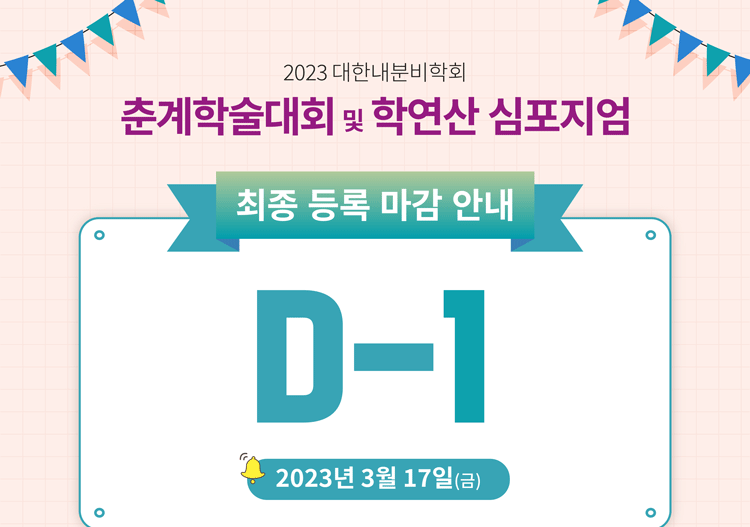 2023 대한내분비학회
춘계학술대회 및 학연산 심포지엄
최종 등록 마감 안내
D-1
2023년 3월 17일(금)